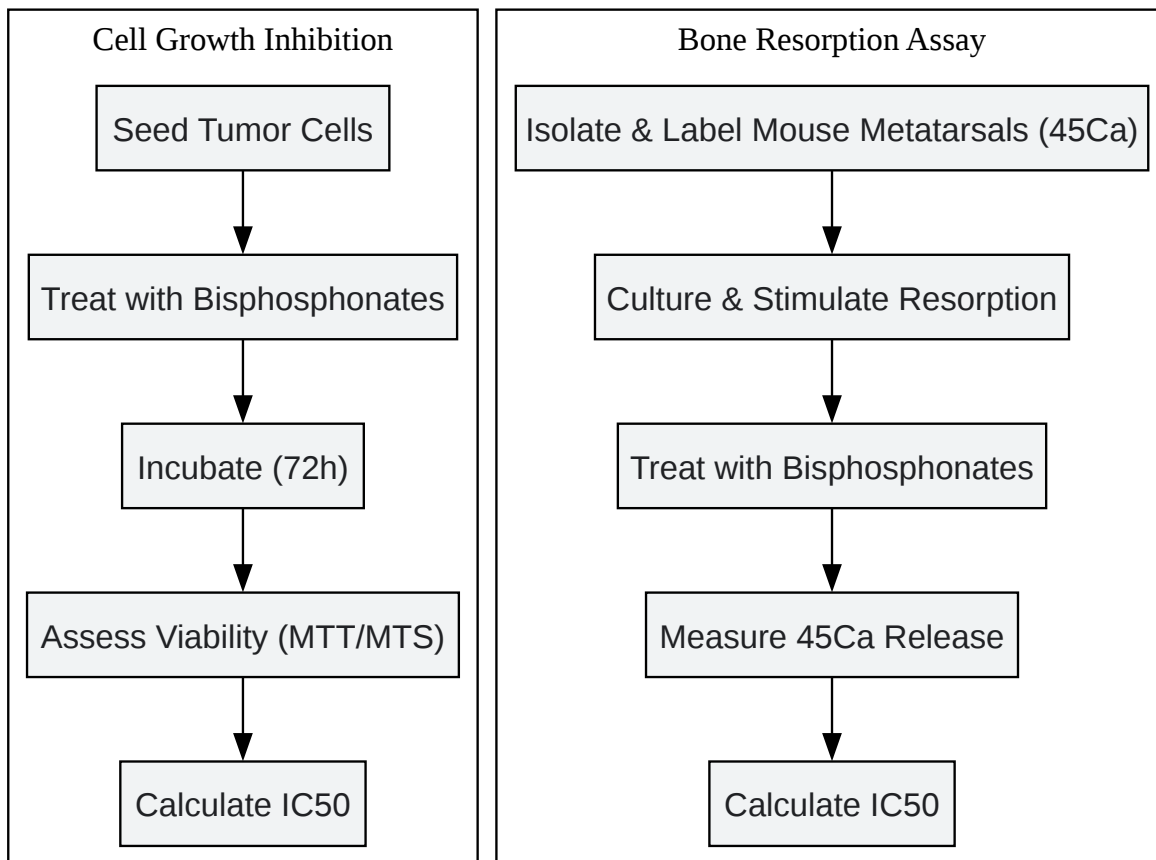 Cell Growth Inhibition
Seed Tumor Cells
Treat with Bisphosphonates
Incubate (72h)
Assess Viability (MTT/MTS)
Calculate IC50
Bone Resorption Assay
Isolate & Label Mouse Metatarsals (45Ca)
Culture & Stimulate Resorption
Treat with Bisphosphonates
Measure 45Ca Release
Calculate IC50